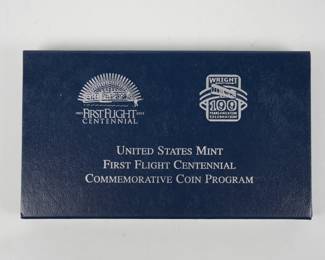 FIRST FLIGHT
CENTENNIAL
WRIGHT
100
UNITED STATES MINT
FIRST FLIGHT CENTENNIAL
COMMEMORATIVE COIN PROGRAM